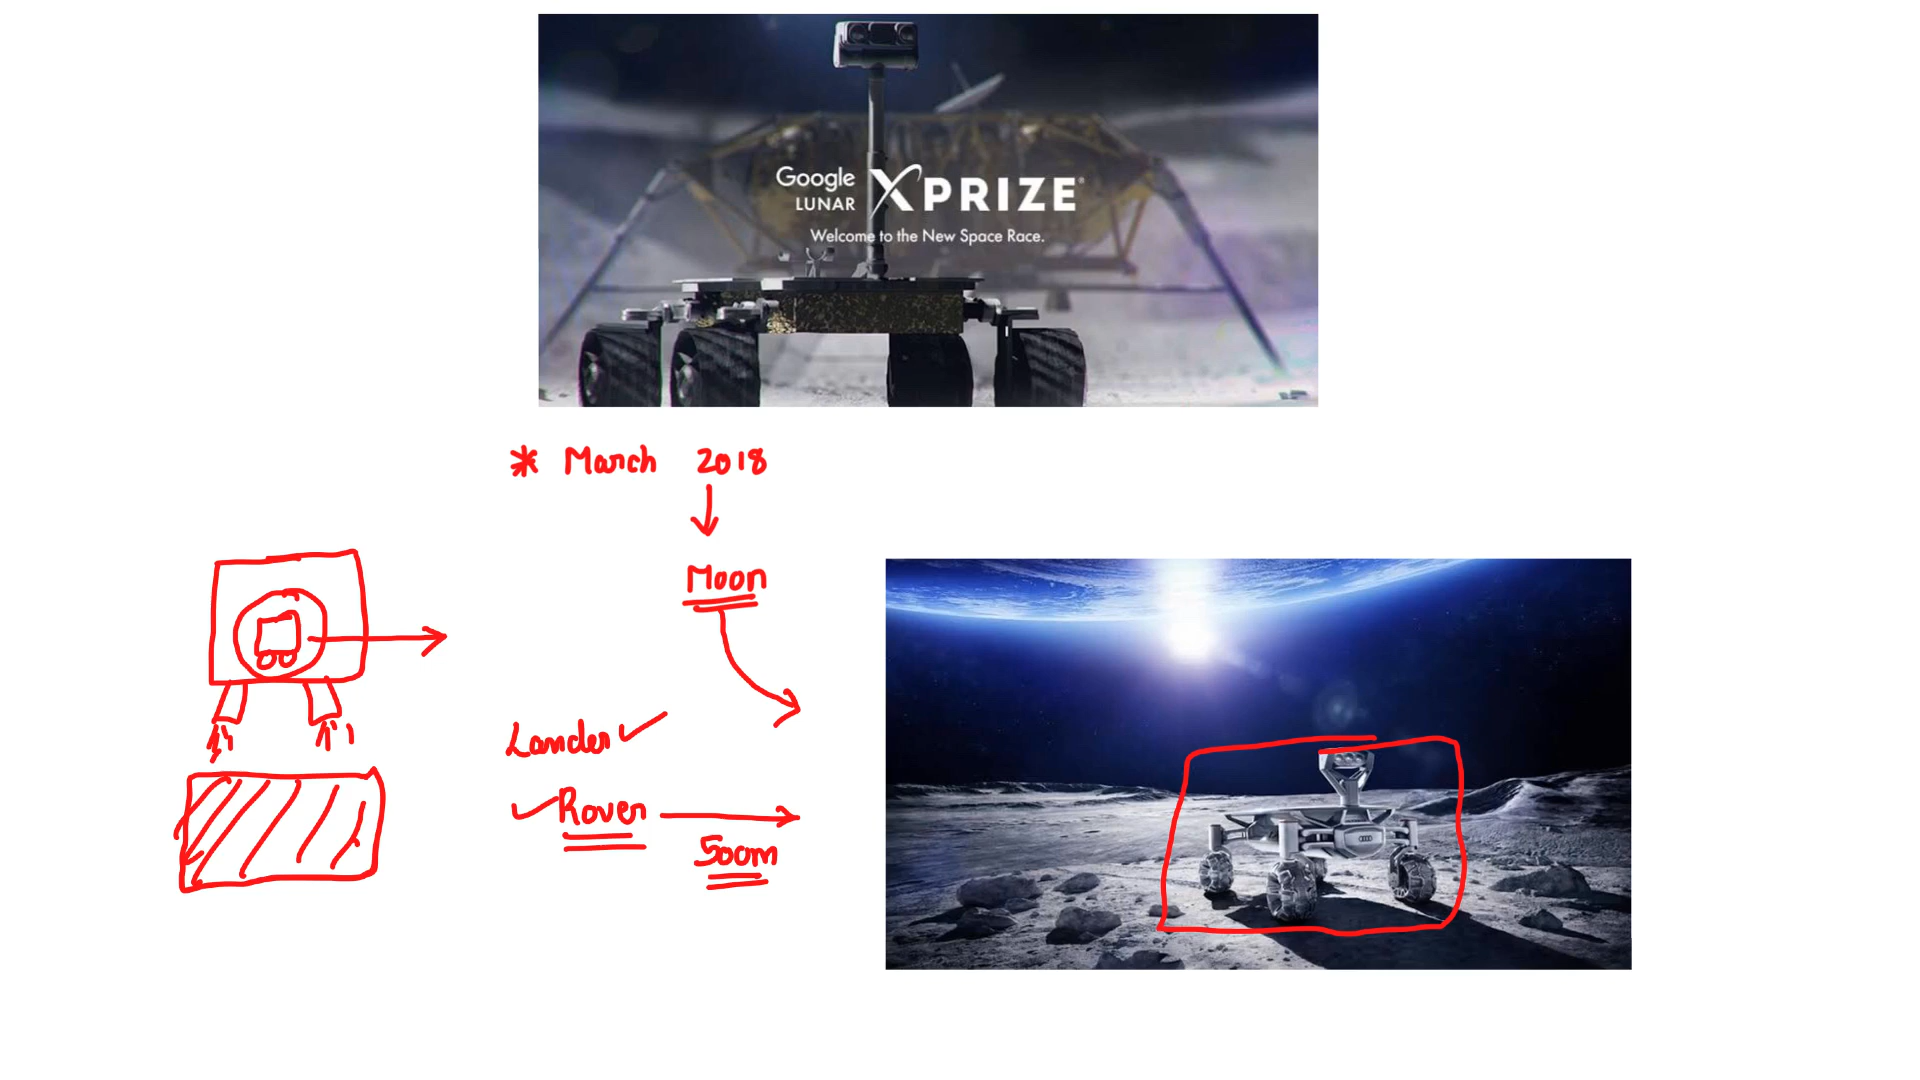 Google
LUNAR
XPRIZE
Welcome to the New Space Race.
* March 2018
Moon
Lander
Rover
500m